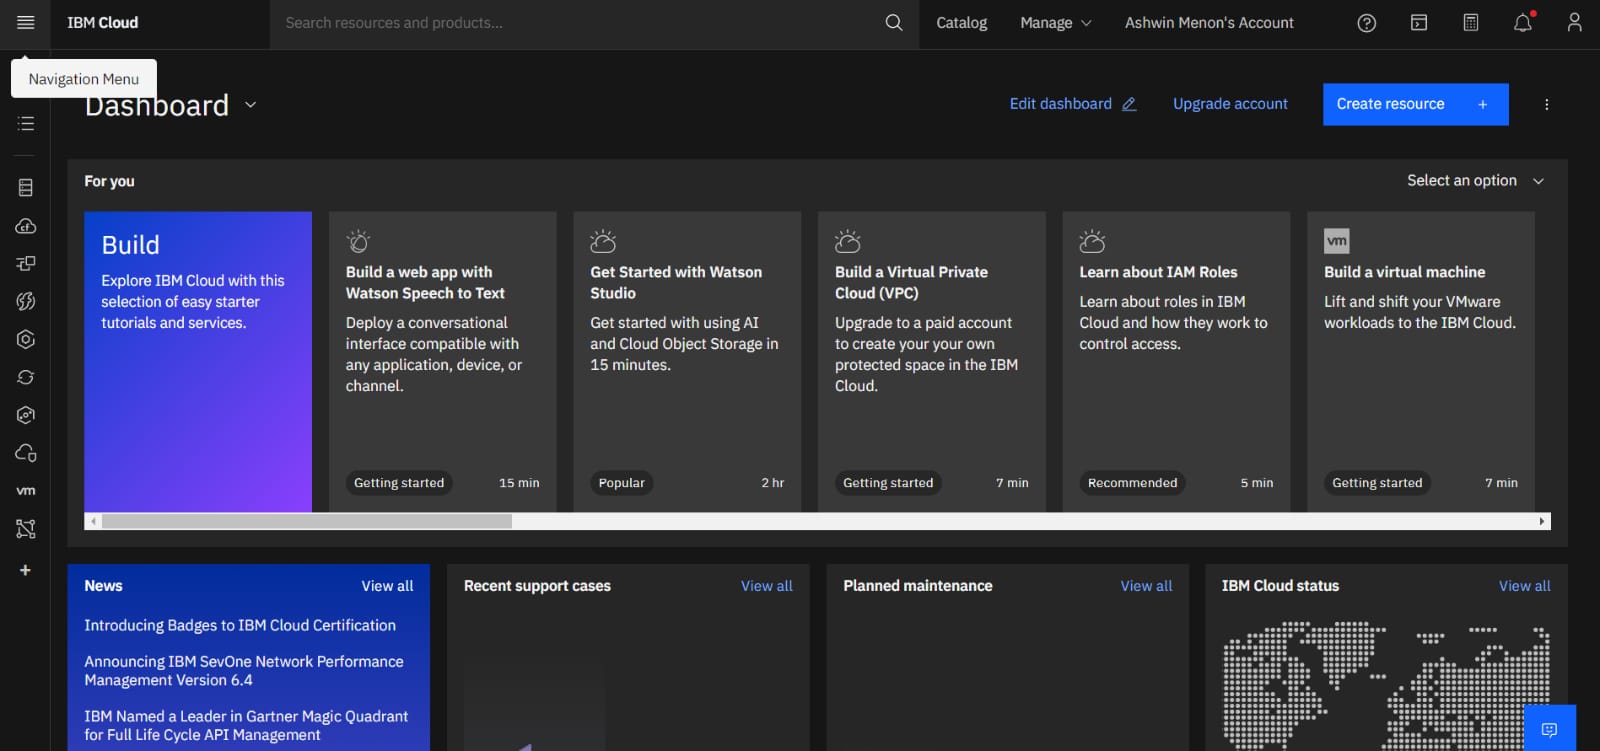 IBM Cloud
Search resources and products...
Catalog
Manage
Ashwin Menon's Account
Navigation Menu
Dashboard
Edit dashboard
Upgrade account
Create resource +
For you
Select an option
Build
Explore IBM Cloud with this
selection of easy starter
tutorials and services.
Build a web app with
Watson Speech to Text
Deploy a conversational
interface compatible with
any application, device, or
channel.
Getting started
15 min
Get Started with Watson
Studio
Get started with using AI
and Cloud Object Storage in
15 minutes.
Popular
2 hr
Build a Virtual Private
Cloud (VPC)
Upgrade to a paid account
to create your your own
protected space in the IBM
Cloud.
Getting started
7 min
Learn about IAM Roles
Learn about roles in IBM
Cloud and how they work to
control access.
Recommended
5 min
vm
Build a virtual machine
Lift and shift your VMware
workloads to the IBM Cloud.
Getting started
7 min
cf
vm
News
View all
Introducing Badges to IBM Cloud Certification
Announcing IBM SevOne Network Performance
Management Version 6.4
IBM Named a Leader in Gartner Magic Quadrant
for Full Life Cycle API Management
Recent support cases
View all
Planned maintenance
View all
IBM Cloud status
View all